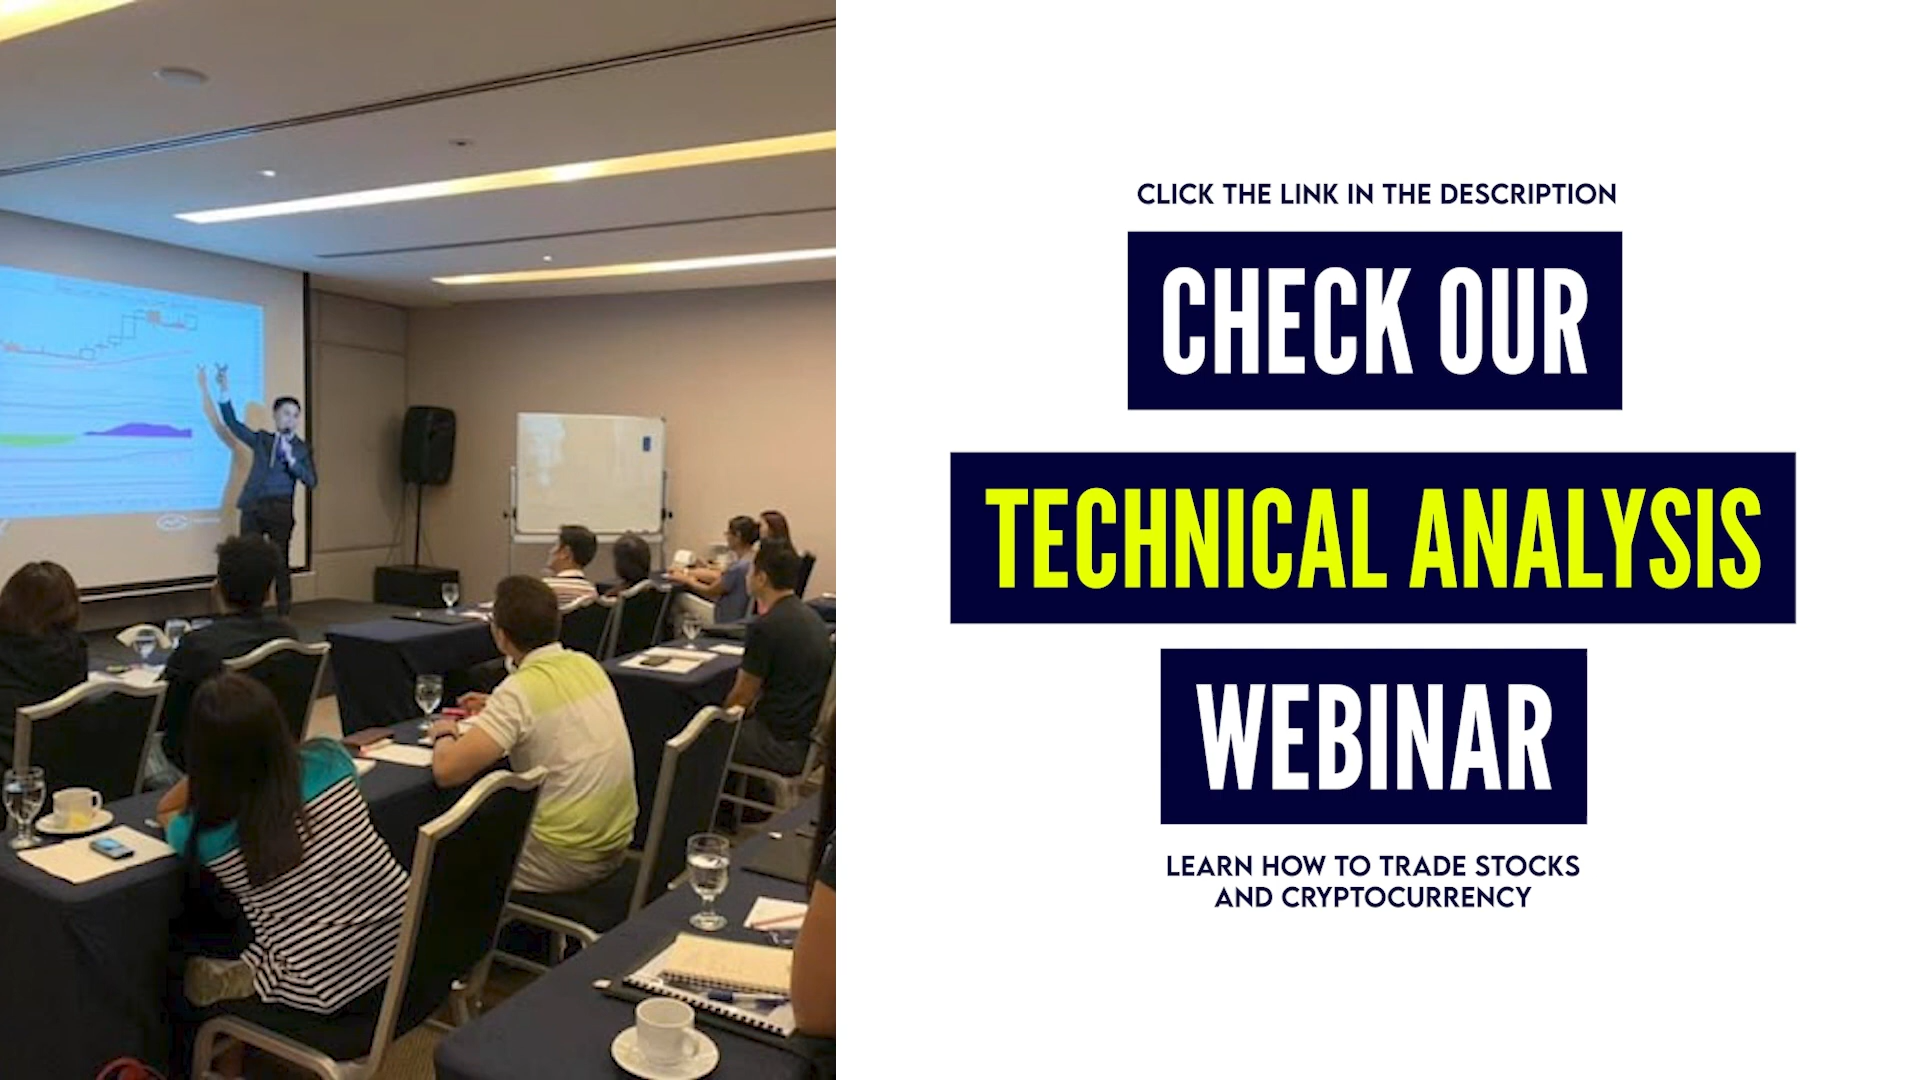 CLICK THE LINK IN THE DESCRIPTION
CHECK OUR
TECHNICAL ANALYSIS
WEBINAR
LEARN HOW TO TRADE STOCKS
AND CRYPTOCURRENCY